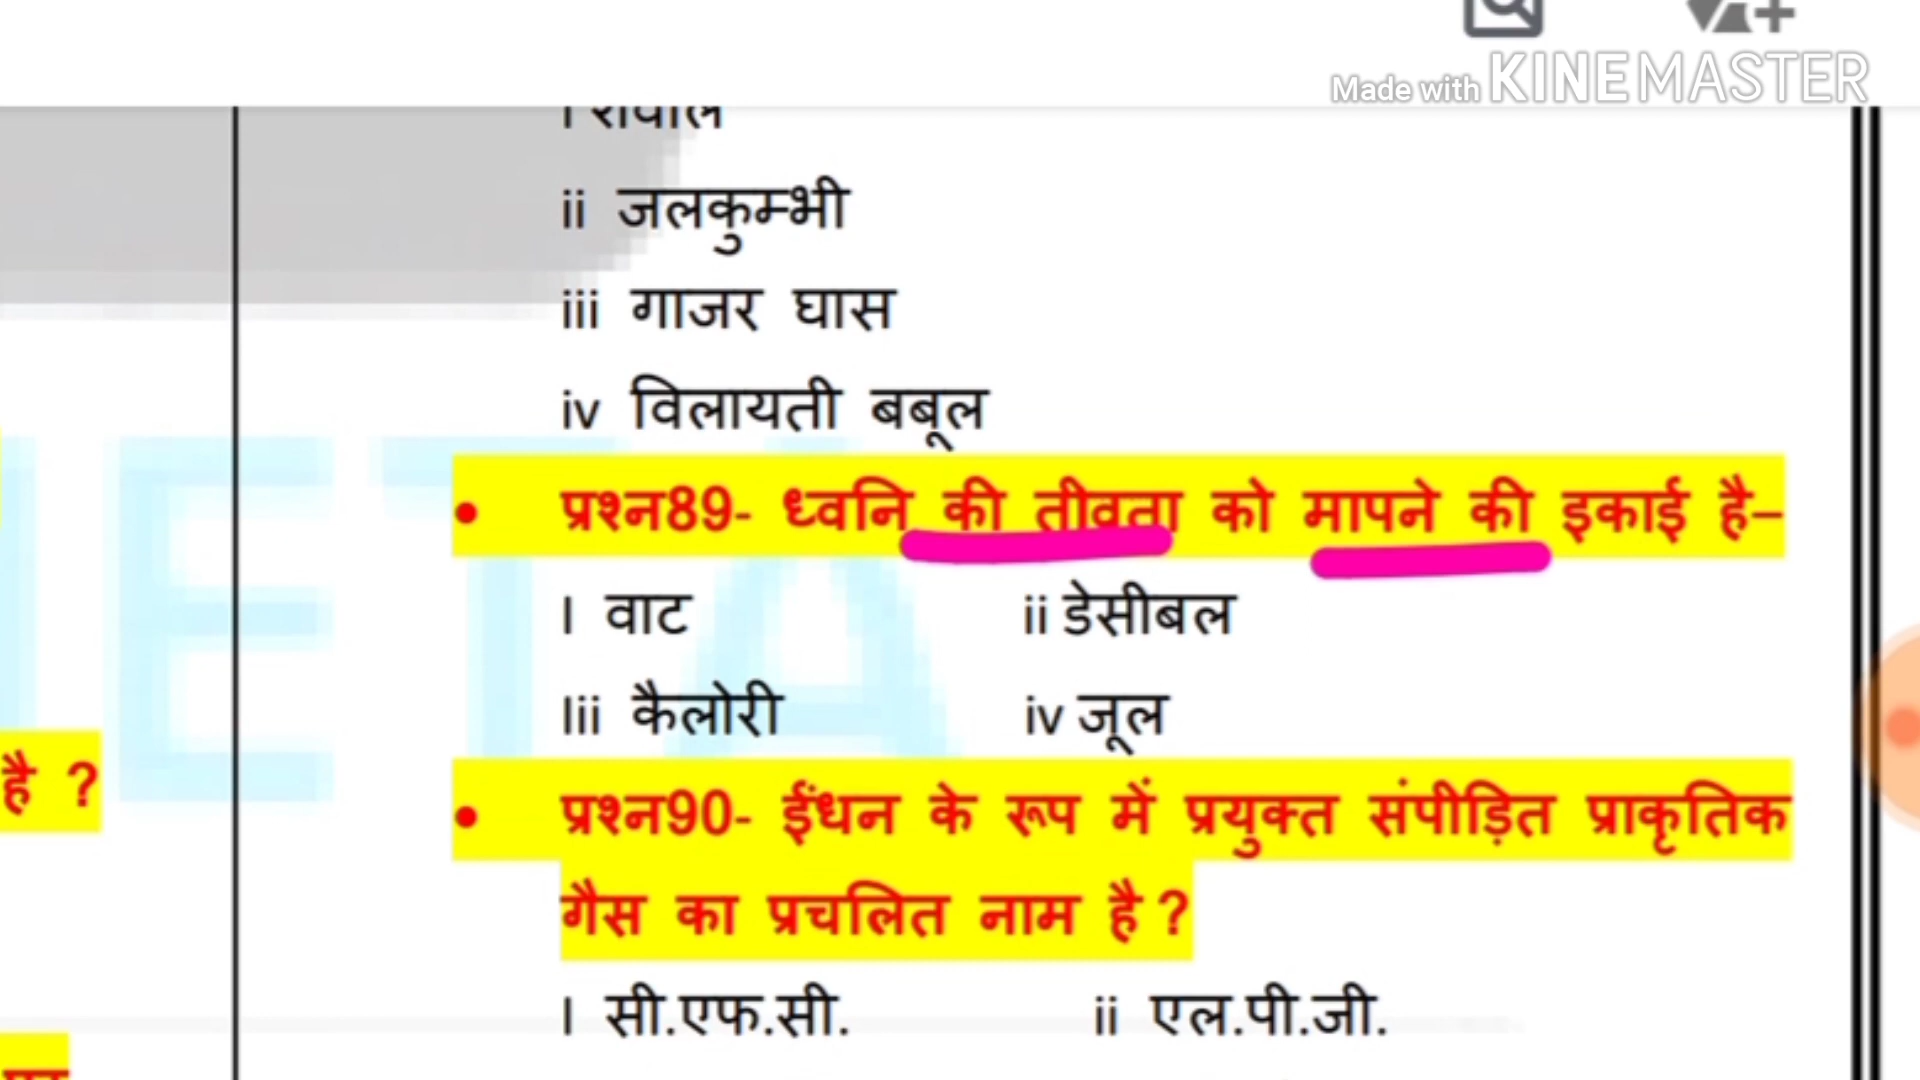 Made with KINEMASTER
i शैवाल
ii जलकुम्भी
iii गाजर घास
iv विलायती बबूल
• प्रश्न89- ध्वनि की तीवता को मापने की इकाई है–
I वाट ii डेसीबल
Iii कैलोरी iv जूल
है ?
• प्रश्न90- ईंधन के रूप में प्रयुक्त संपीड़ित प्राकृतिक
गैस का प्रचलित नाम है ?
I सी.एफ.सी. ii एल.पी.जी.